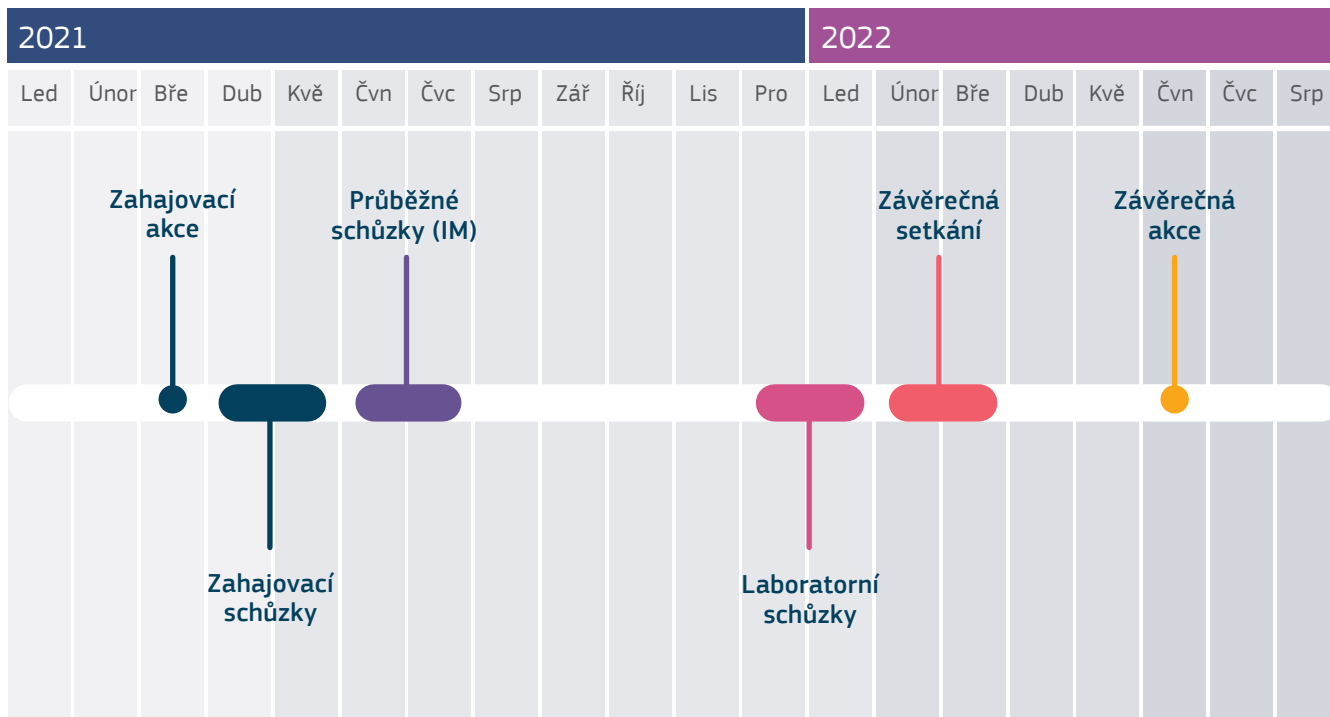 2021 2022
Led Únor Bře Dub Kvě Čvn Čvc Srp Zář Říj Lis Pro Led Únor Bře Dub Kvě Čvn Čvc Srp
Zahajovací
akce
Průběžné
schůzky (IM)
Závěrečná
setkání
Závěrečná
akce
Zahajovací
schůzky
Laboratorní
schůzky